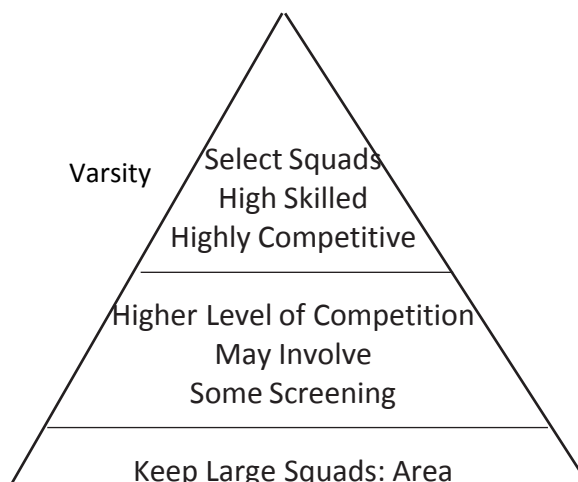 Select Squads
Varsity
High Skilled
Highly Competitive
Higher Level of Competition
May Involve
Some Screening
Keep Large Squads: Area